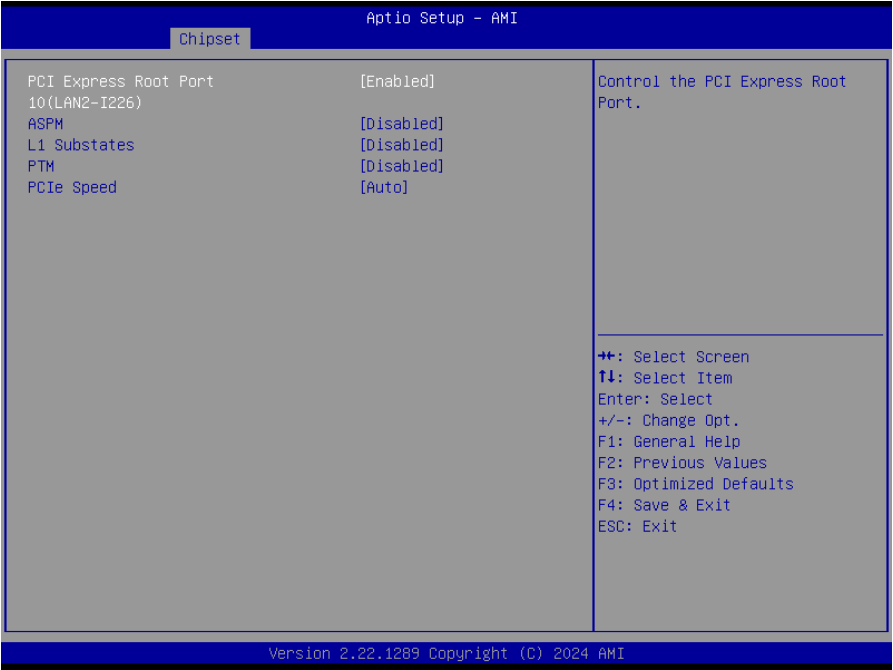 Aptio Setup – AMI
Chipset
PCI Express Root Port [Enabled]
10(LAN2-I226)
ASPM [Disabled]
L1 Substates [Disabled]
PTM [Disabled]
PCIe Speed [Auto]
Control the PCI Express Root
Port.
→←: Select Screen
↑↓: Select Item
Enter: Select
+/-: Change Opt.
F1: General Help
F2: Previous Values
F3: Optimized Defaults
F4: Save & Exit
ESC: Exit
Version 2.22.1289 Copyright (C) 2024 AMI